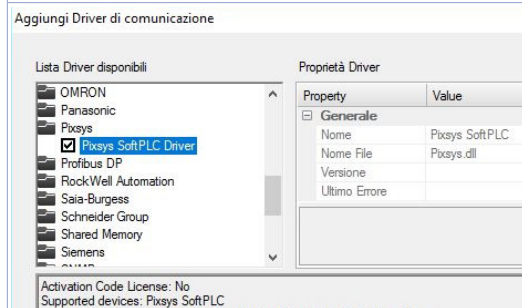 Aggiungi Driver di comunicazione
Lista Driver disponibili
OMRON
Panasonic
Pixsys
Pixsys SoftPLC Driver
Profibus DP
RockWell Automation
Saia-Burgess
Schneider Group
Shared Memory
Siemens
Proprietà Driver
Property Value
Generale
Nome Pixsys SoftPLC
Nome File Pixsys.dll
Versione
Ultimo Errore
Activation Code License: No
Supported devices: Pixsys SoftPLC